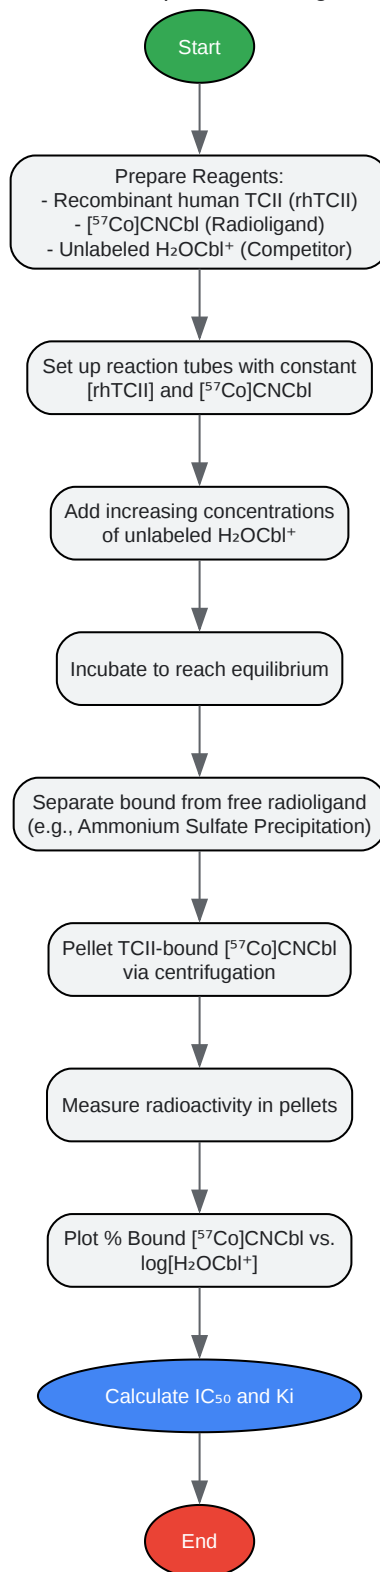 Start
Prepare Reagents:
- Recombinant human TCII (rhTCII)
- [⁵⁷Co]CNCbl (Radioligand)
- Unlabeled H₂OCbl⁺ (Competitor)
Set up reaction tubes with constant
[rhTCII] and [⁵⁷Co]CNCbl
Add increasing concentrations
of unlabeled H₂OCbl⁺
Incubate to reach equilibrium
Separate bound from free radioligand
(e.g., Ammonium Sulfate Precipitation)
Pellet TCII-bound [⁵⁷Co]CNCbl
via centrifugation
Measure radioactivity in pellets
Plot % Bound [⁵⁷Co]CNCbl vs.
log[H₂OCbl⁺]
Calculate IC₅₀ and Ki
End